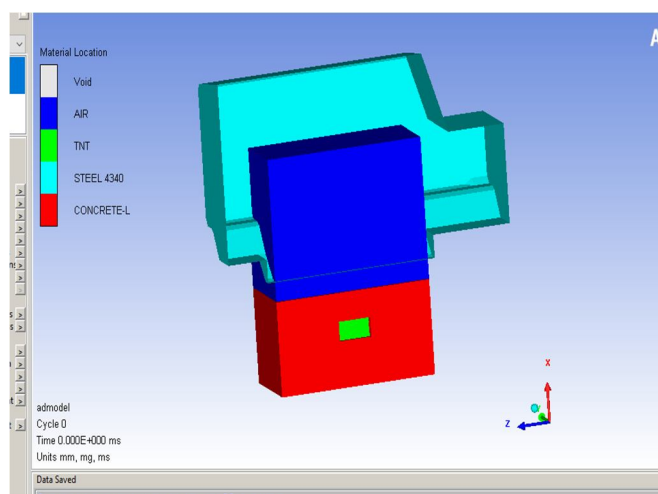 A
Material Location
Void
AIR
TNT
STEEL 4340
CONCRETE-L
admodel
Cycle 0
Time 0.000E+000 ms
Units mm, mg, ms
x
z
Data Saved